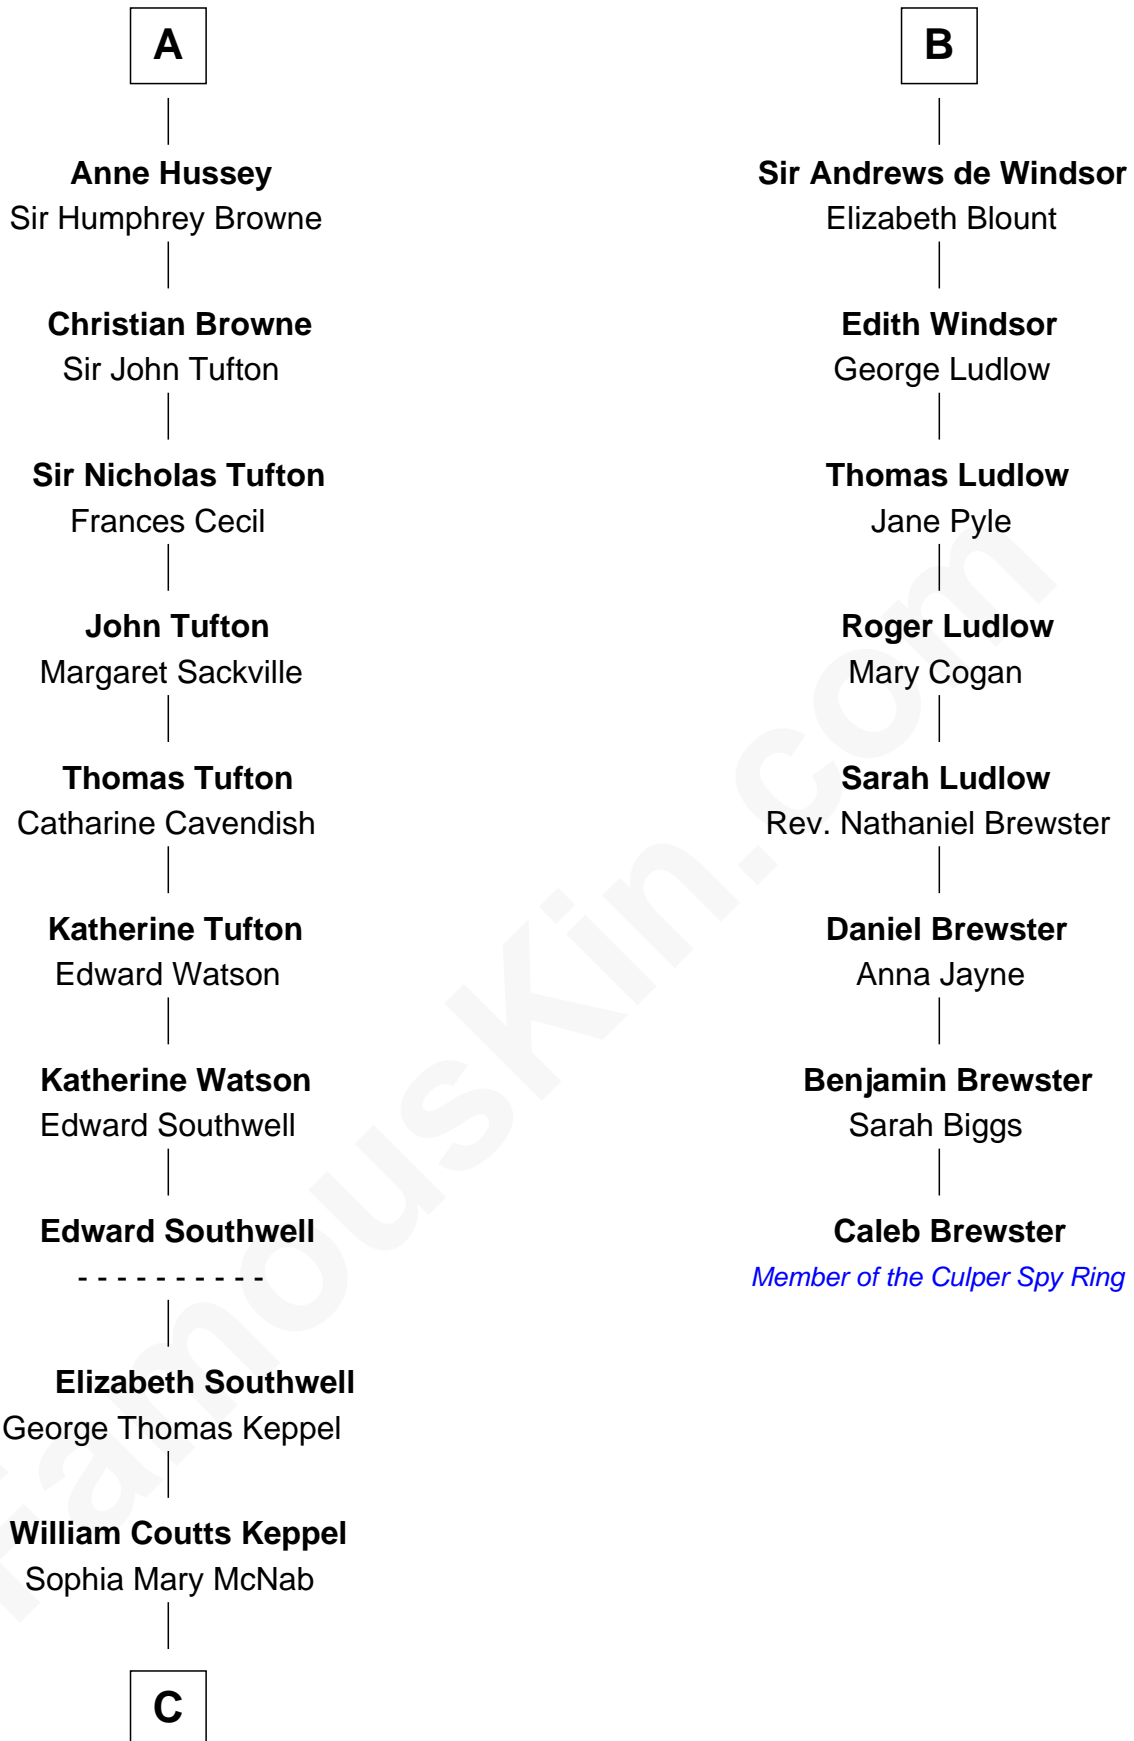 A
Anne Hussey
Sir Humphrey Browne
Christian Browne
Sir John Tufton
Sir Nicholas Tufton
Frances Cecil
John Tufton
Margaret Sackville
Thomas Tufton
Catharine Cavendish
Katherine Tufton
Edward Watson
Katherine Watson
Edward Southwell
Edward Southwell
- - - - - - - - - -
Elizabeth Southwell
George Thomas Keppel
William Coutts Keppel
Sophia Mary McNab
C
B
Sir Andrews de Windsor
Elizabeth Blount
Edith Windsor
George Ludlow
Thomas Ludlow
Jane Pyle
Roger Ludlow
Mary Cogan
Sarah Ludlow
Rev. Nathaniel Brewster
Daniel Brewster
Anna Jayne
Benjamin Brewster
Sarah Biggs
Caleb Brewster
Member of the Culper Spy Ring
FamousKin.com